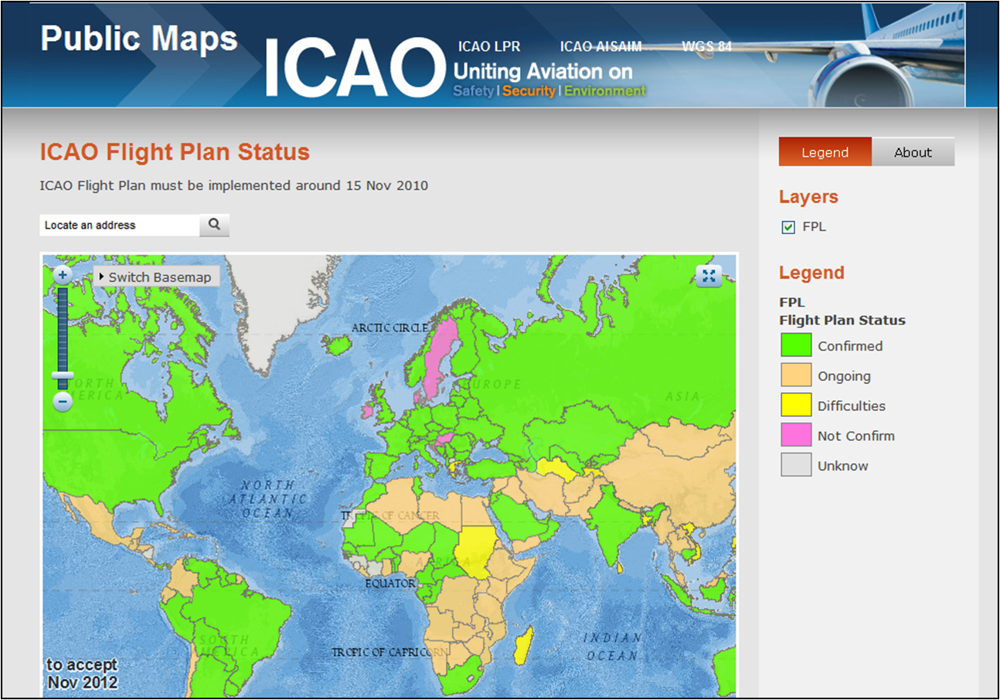 Public Maps
ICAO
ICAO LPR
ICAO AISAIM
WGS 84
Uniting Aviation on
Safety | Security | Environment
ICAO Flight Plan Status
ICAO Flight Plan must be implemented around 15 Nov 2010
Locate an address
Switch Basemap
ARCTIC CIRCLE
NORTH
AMERICA
EUROPE
ASIA
NORTH
ATLANTIC
OCEAN
TROPIC OF CANCER
AFRICA
EQUATOR
SOUTH
AMERICA
TROPIC OF CAPRICORN
INDIAN
OCEAN
to accept
Nov 2012
Legend
About
Layers
FPL
Legend
FPL
Flight Plan Status
Confirmed
Ongoing
Difficulties
Not Confirm
Unknow